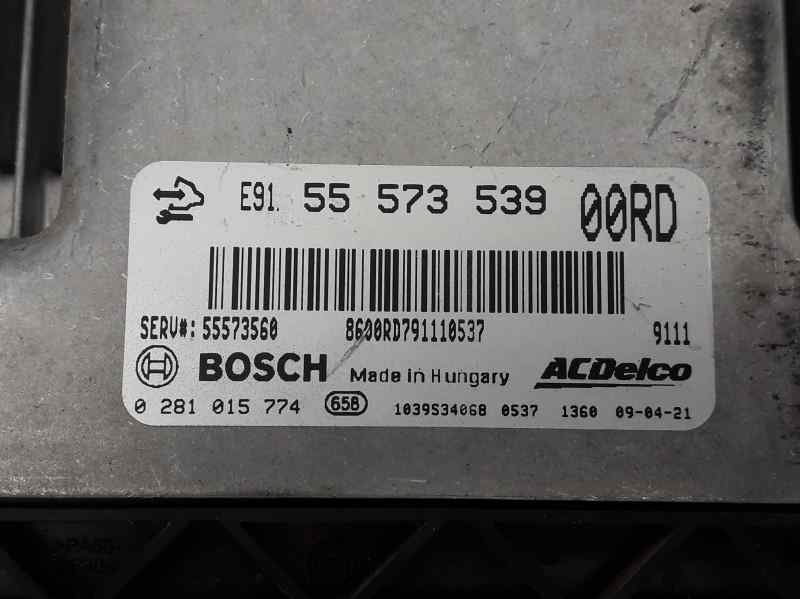 E91. 55 573 539 00RD
SERV#: 55573560 8600RD791110537 9111
BOSCH Made in Hungary ACDelco
0 281 015 774 658 1039S34068 0537 1360 09-04-21